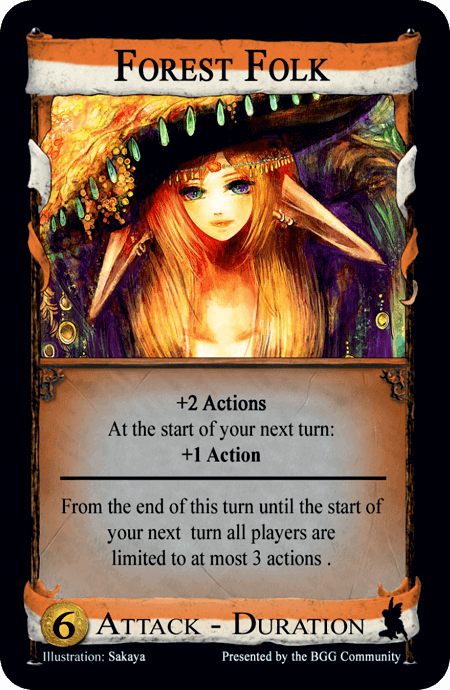 FOREST FOLK
+2 Actions
At the start of your next turn:
+1 Action
From the end of this turn until the start of
your next turn all players are
limited to at most 3 actions .
6 ATTACK - DURATION
Illustration: Sakaya Presented by the BGG Community